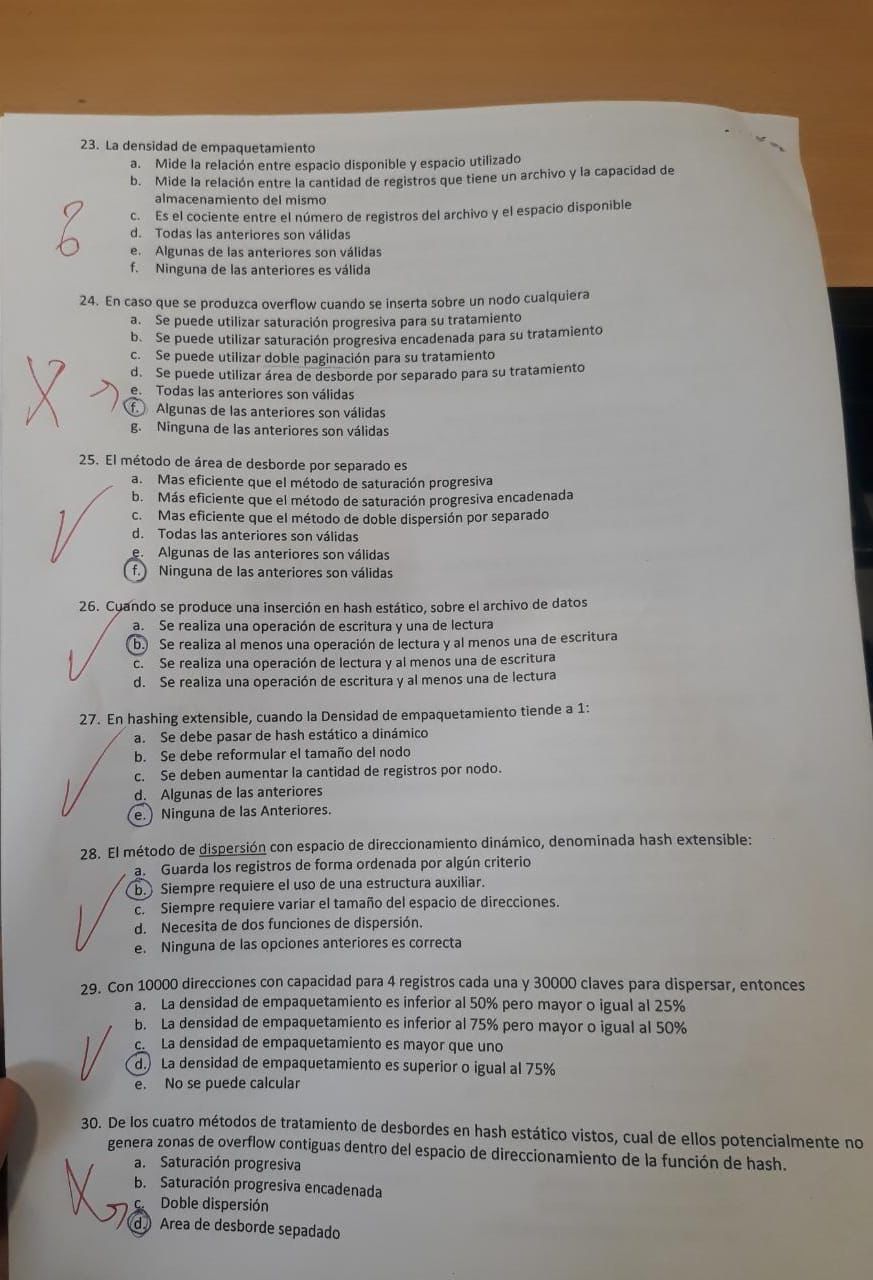 23. La densidad de empaquetamiento
a. Mide la relación entre espacio disponible y espacio utilizado
b. Mide la relación entre la cantidad de registros que tiene un archivo y la capacidad de
almacenamiento del mismo
c. Es el cociente entre el número de registros del archivo y el espacio disponible
d. Todas las anteriores son válidas
e. Algunas de las anteriores son válidas
f. Ninguna de las anteriores es válida
24. En caso que se produzca overflow cuando se inserta sobre un nodo cualquiera
a. Se puede utilizar saturación progresiva para su tratamiento
b. Se puede utilizar saturación progresiva encadenada para su tratamiento
c. Se puede utilizar doble paginación para su tratamiento
d. Se puede utilizar área de desborde por separado para su tratamiento
e. Todas las anteriores son válidas
f. Algunas de las anteriores son válidas
g. Ninguna de las anteriores son válidas
25. El método de área de desborde por separado es
a. Mas eficiente que el método de saturación progresiva
b. Más eficiente que el método de saturación progresiva encadenada
c. Mas eficiente que el método de doble dispersión por separado
d. Todas las anteriores son válidas
e. Algunas de las anteriores son válidas
f. Ninguna de las anteriores son válidas
26. Cuando se produce una inserción en hash estático, sobre el archivo de datos
a. Se realiza una operación de escritura y una de lectura
b. Se realiza al menos una operación de lectura y al menos una de escritura
c. Se realiza una operación de lectura y al menos una de escritura
d. Se realiza una operación de escritura y al menos una de lectura
27. En hashing extensible, cuando la Densidad de empaquetamiento tiende a 1:
a. Se debe pasar de hash estático a dinámico
b. Se debe reformular el tamaño del nodo
c. Se deben aumentar la cantidad de registros por nodo.
d. Algunas de las anteriores
e. Ninguna de las Anteriores.
28. El método de dispersión con espacio de direccionamiento dinámico, denominada hash extensible:
a. Guarda los registros de forma ordenada por algún criterio
b. Siempre requiere el uso de una estructura auxiliar.
c. Siempre requiere variar el tamaño del espacio de direcciones.
d. Necesita de dos funciones de dispersión.
e. Ninguna de las opciones anteriores es correcta
29. Con 10000 direcciones con capacidad para 4 registros cada una y 30000 claves para dispersar, entonces
a. La densidad de empaquetamiento es inferior al 50% pero mayor o igual al 25%
b. La densidad de empaquetamiento es inferior al 75% pero mayor o igual al 50%
c. La densidad de empaquetamiento es mayor que uno
d. La densidad de empaquetamiento es superior o igual al 75%
e. No se puede calcular
30. De los cuatro métodos de tratamiento de desbordes en hash estático vistos, cual de ellos potencialmente no
genera zonas de overflow contiguas dentro del espacio de direccionamiento de la función de hash.
a. Saturación progresiva
b. Saturación progresiva encadenada
c. Doble dispersión
d. Area de desborde sepadado